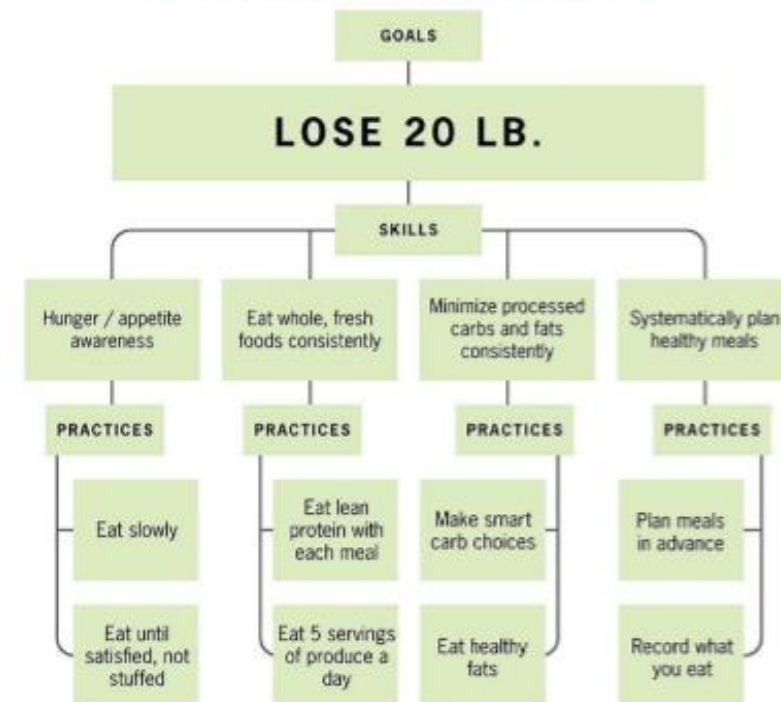 GOALS
LOSE 20 LB.
SKILLS
Hunger / appetite
awareness
Eat whole, fresh
foods consistently
Minimize processed
carbs and fats
consistently
Systematically plan
healthy meals
PRACTICES
PRACTICES
PRACTICES
PRACTICES
Eat slowly
Eat lean
protein with
each meal
Make smart
carb choices
Plan meals
in advance
Eat until
satisfied, not
stuffed
Eat 5 servings
of produce a
day
Eat healthy
fats
Record what
you eat